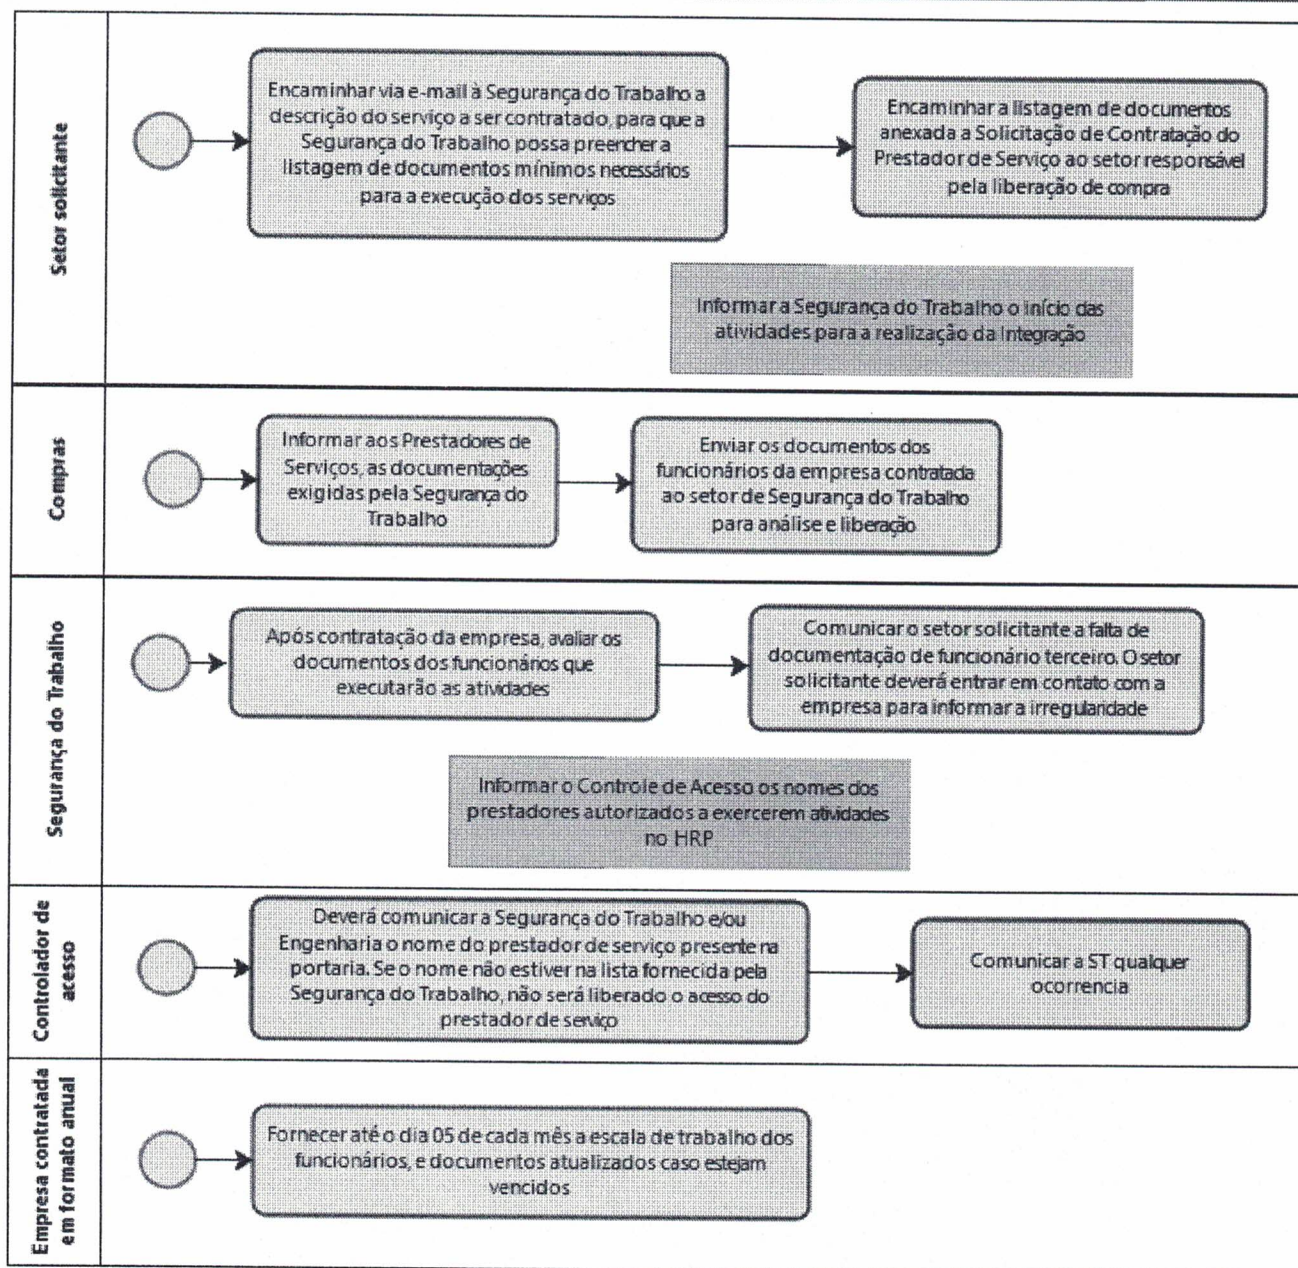 Setor solicitante
Encaminhar via e-mail à Segurança do Trabalho a
descrição do serviço a ser contratado, para que a
Segurança do Trabalho possa preencher a
listagem de documentos mínimos necessários
para a execução dos serviços
Encaminhar a listagem de documentos
anexada a Solicitação de Contratação do
Prestador de Serviço ao setor responsável
pela liberação de compra
Informar a Segurança do Trabalho o início das
atividades para a realização da Integração
Compras
Informar aos Prestadores de
Serviços, as documentações
exigidas pela Segurança do
Trabalho
Enviar os documentos dos
funcionários da empresa contratada
ao setor de Segurança do Trabalho
para análise e liberação
Segurança do Trabalho
Após contratação da empresa, avaliar os
documentos dos funcionários que
executarão as atividades
Comunicar o setor solicitante a falta de
documentação de funcionário terceiro. O setor
solicitante deverá entrar em contato com a
empresa para informar a irregularidade
Informar o Controle de Acesso os nomes dos
prestadores autorizados a exercerem atividades
no HRP
Controlador de
acesso
Deverá comunicar a Segurança do Trabalho e/ou
Engenharia o nome do prestador de serviço presente na
portaria. Se o nome não estiver na lista fornecida pela
Segurança do Trabalho, não será liberado o acesso do
prestador de serviço
Comunicar a ST qualquer
ocorrencia
Empresa contratada
em formato anual
Fornecer até o dia 05 de cada mês a escala de trabalho dos
funcionários, e documentos atualizados caso estejam
vencidos